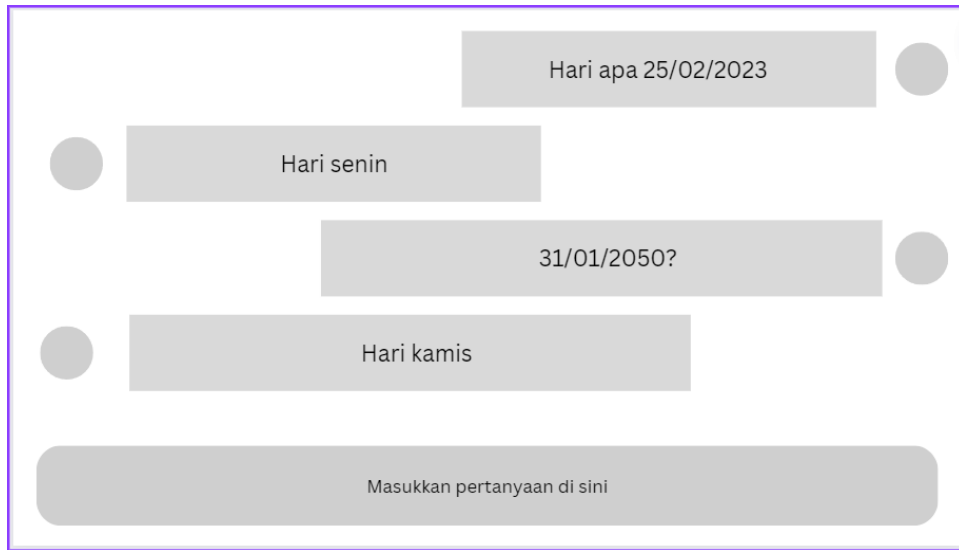 Hari apa 25/02/2023
Hari senin
31/01/2050?
Hari kamis
Masukkan pertanyaan di sini